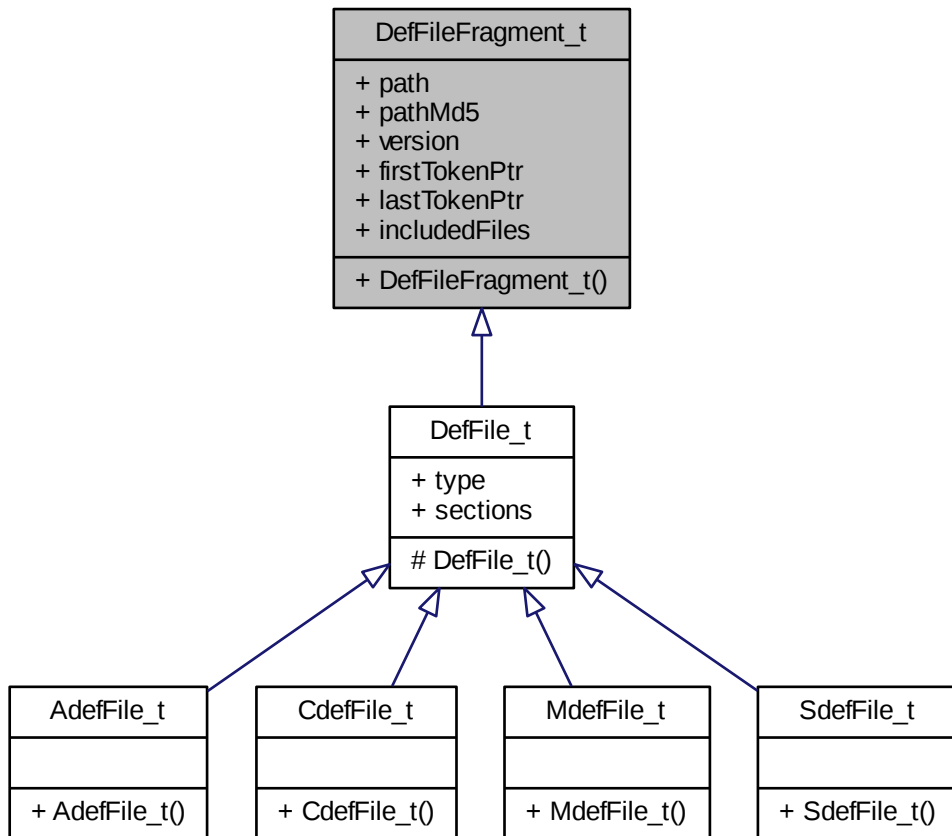 DefFileFragment_t
+ path
+ pathMd5
+ version
+ firstTokenPtr
+ lastTokenPtr
+ includedFiles
+ DefFileFragment_t()
DefFile_t
+ type
+ sections
# DefFile_t()
AdefFile_t
+ AdefFile_t()
CdefFile_t
+ CdefFile_t()
MdefFile_t
+ MdefFile_t()
SdefFile_t
+ SdefFile_t()